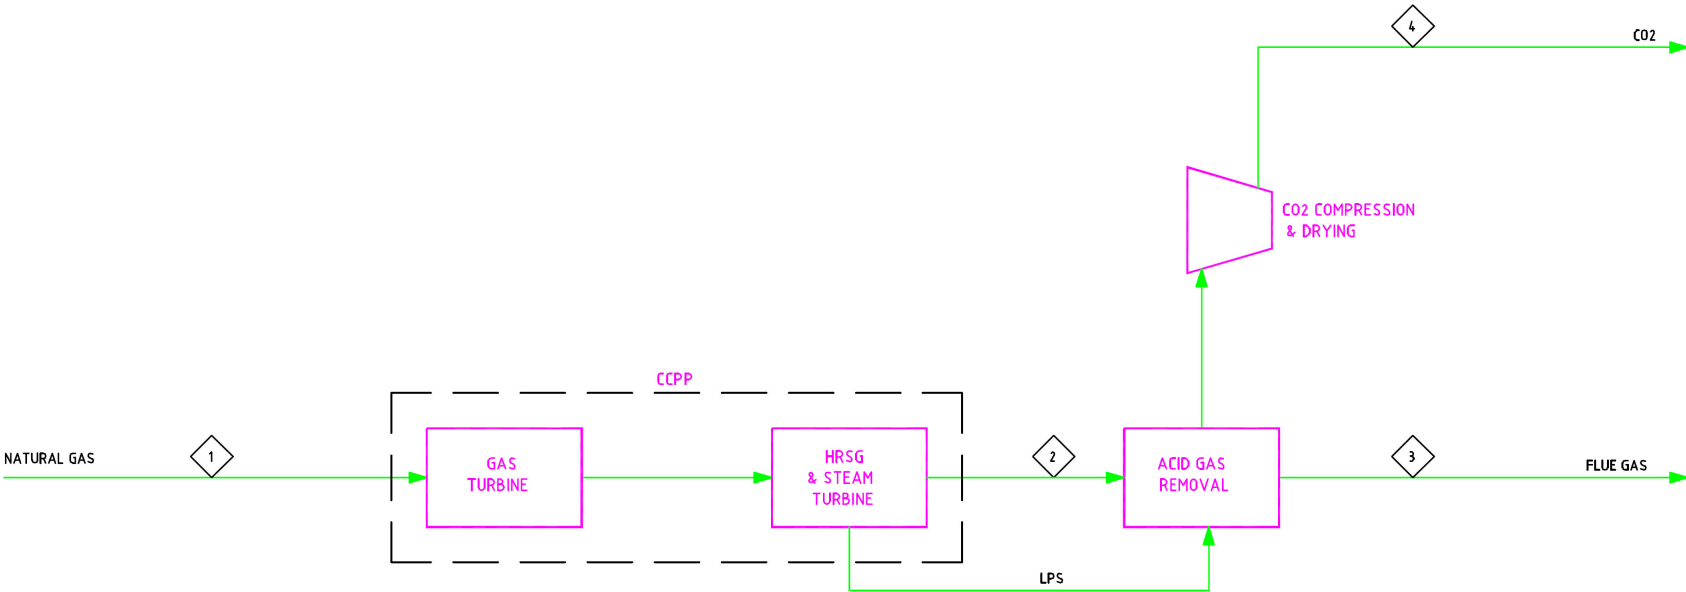 4
CO2
CO2 COMPRESSION
& DRYING
CCPP
NATURAL GAS
1
GAS
TURBINE
HRSG
& STEAM
TURBINE
2
ACID GAS
REMOVAL
3
FLUE GAS
LPS